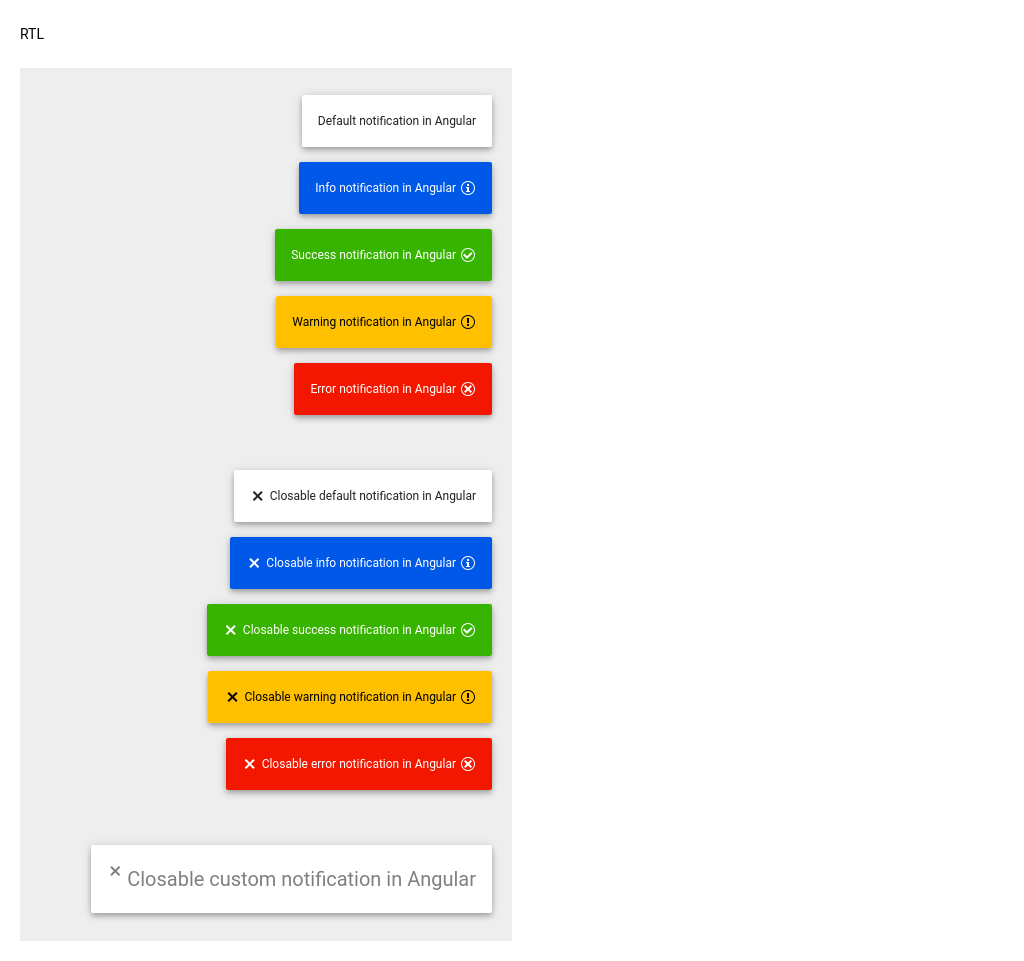 RTL
Default notification in Angular
Info notification in Angular
Success notification in Angular
Warning notification in Angular
Error notification in Angular
Closable default notification in Angular
Closable info notification in Angular
Closable success notification in Angular
Closable warning notification in Angular
Closable error notification in Angular
Closable custom notification in Angular